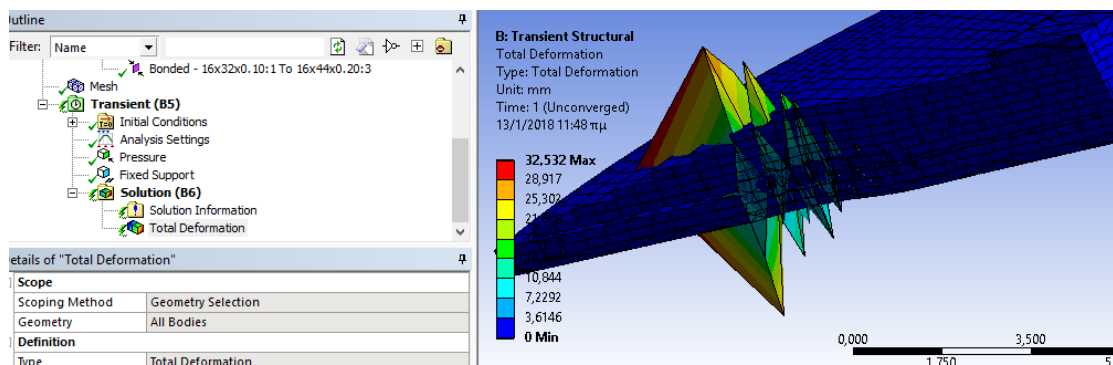 Outline
Filter: Name
Bonded - 16x32x0.10:1 To 16x44x0.20:3
Mesh
Transient (B5)
T=0 Initial Conditions
Analysis Settings
Pressure
Fixed Support
Solution (B6)
Solution Information
Total Deformation
Details of "Total Deformation"
Scope
Scoping Method Geometry Selection
Geometry All Bodies
Definition
Type Total Deformation
B: Transient Structural
Total Deformation
Type: Total Deformation
Unit: mm
Time: 1 (Unconverged)
13/1/2018 11:48 πμ
32,532 Max
28,917
25,302
10,844
7,2292
3,6146
0 Min
0,000 3,500
1,750 5